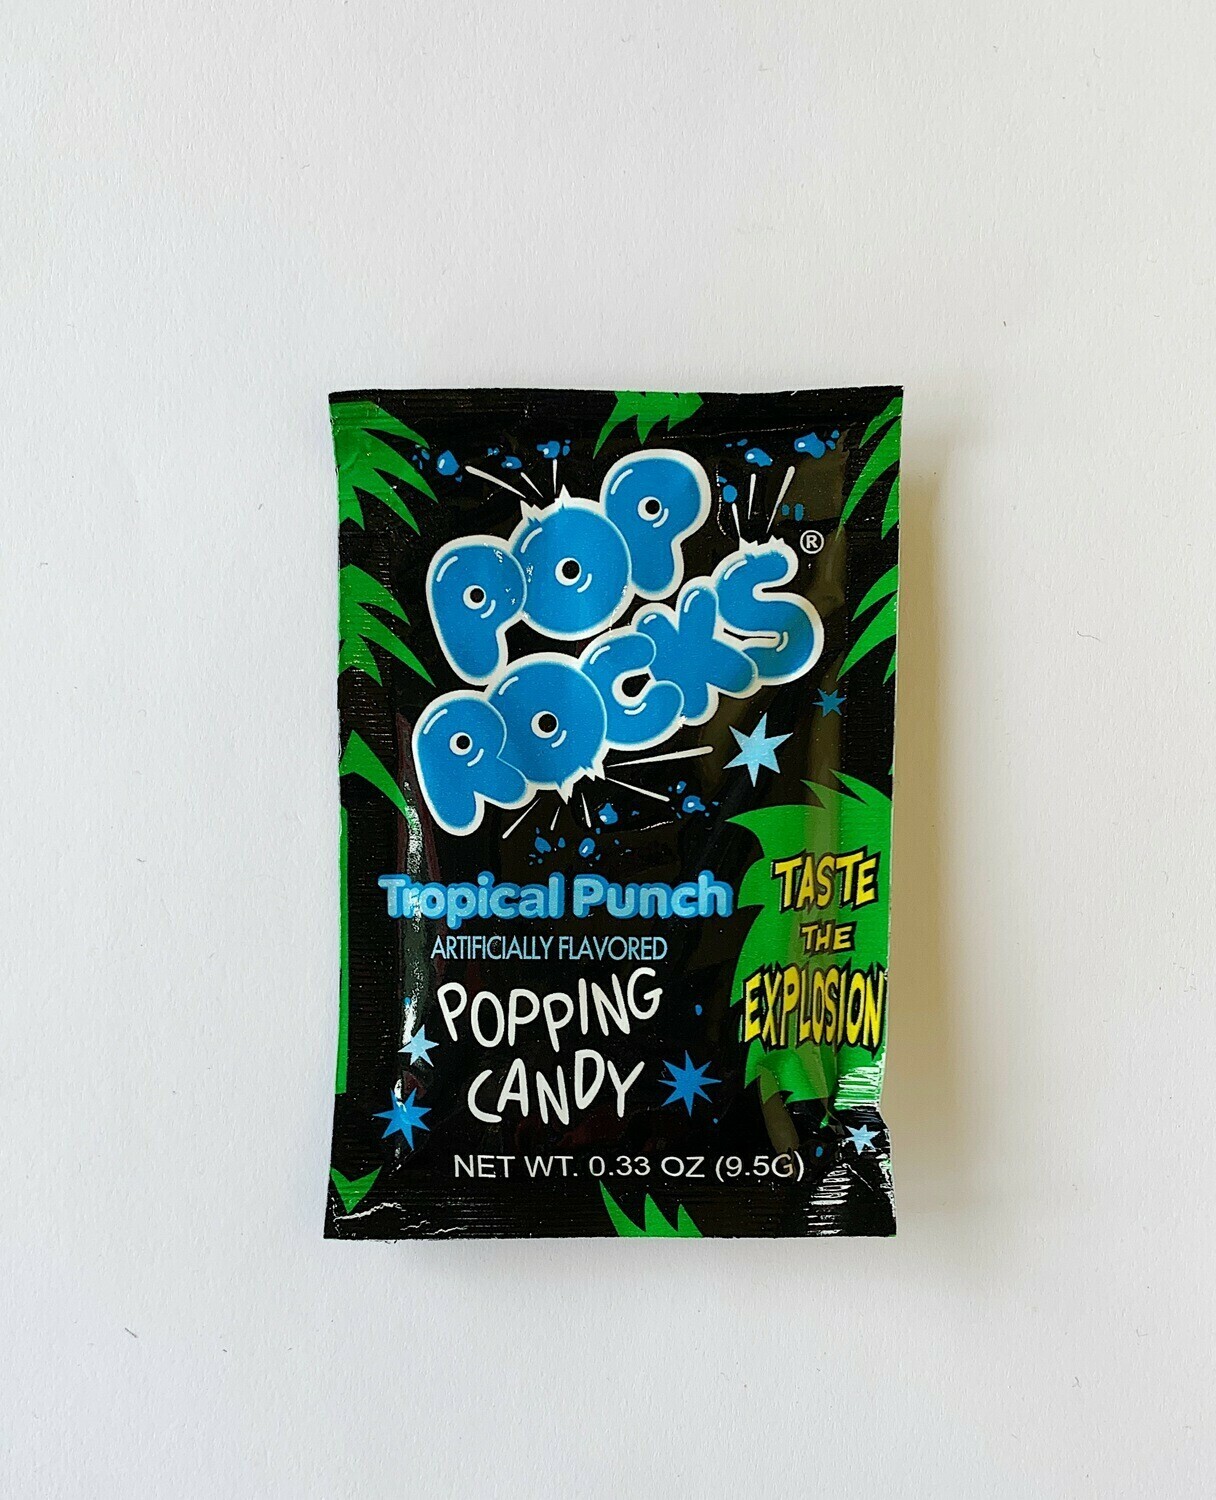 POP
ROCKS®
Tropical Punch
ARTIFICIALLY FLAVORED
POPPING
CANDY
TASTE
THE
EXPLOSION
NET WT. 0.33 OZ (9.5G)